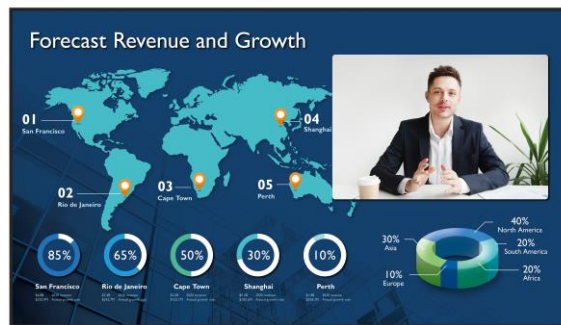 Forecast Revenue and Growth
01
San Francisco
02
Rio de Janeiro
03
Cape Town
04
Shanghai
05
Perth
85%
65%
50%
30%
10%
San Francisco
Rio de Janeiro
Cape Town
Shanghai
Perth
40%
North America
30%
Asia
20%
South America
10%
Europe
20%
Africa